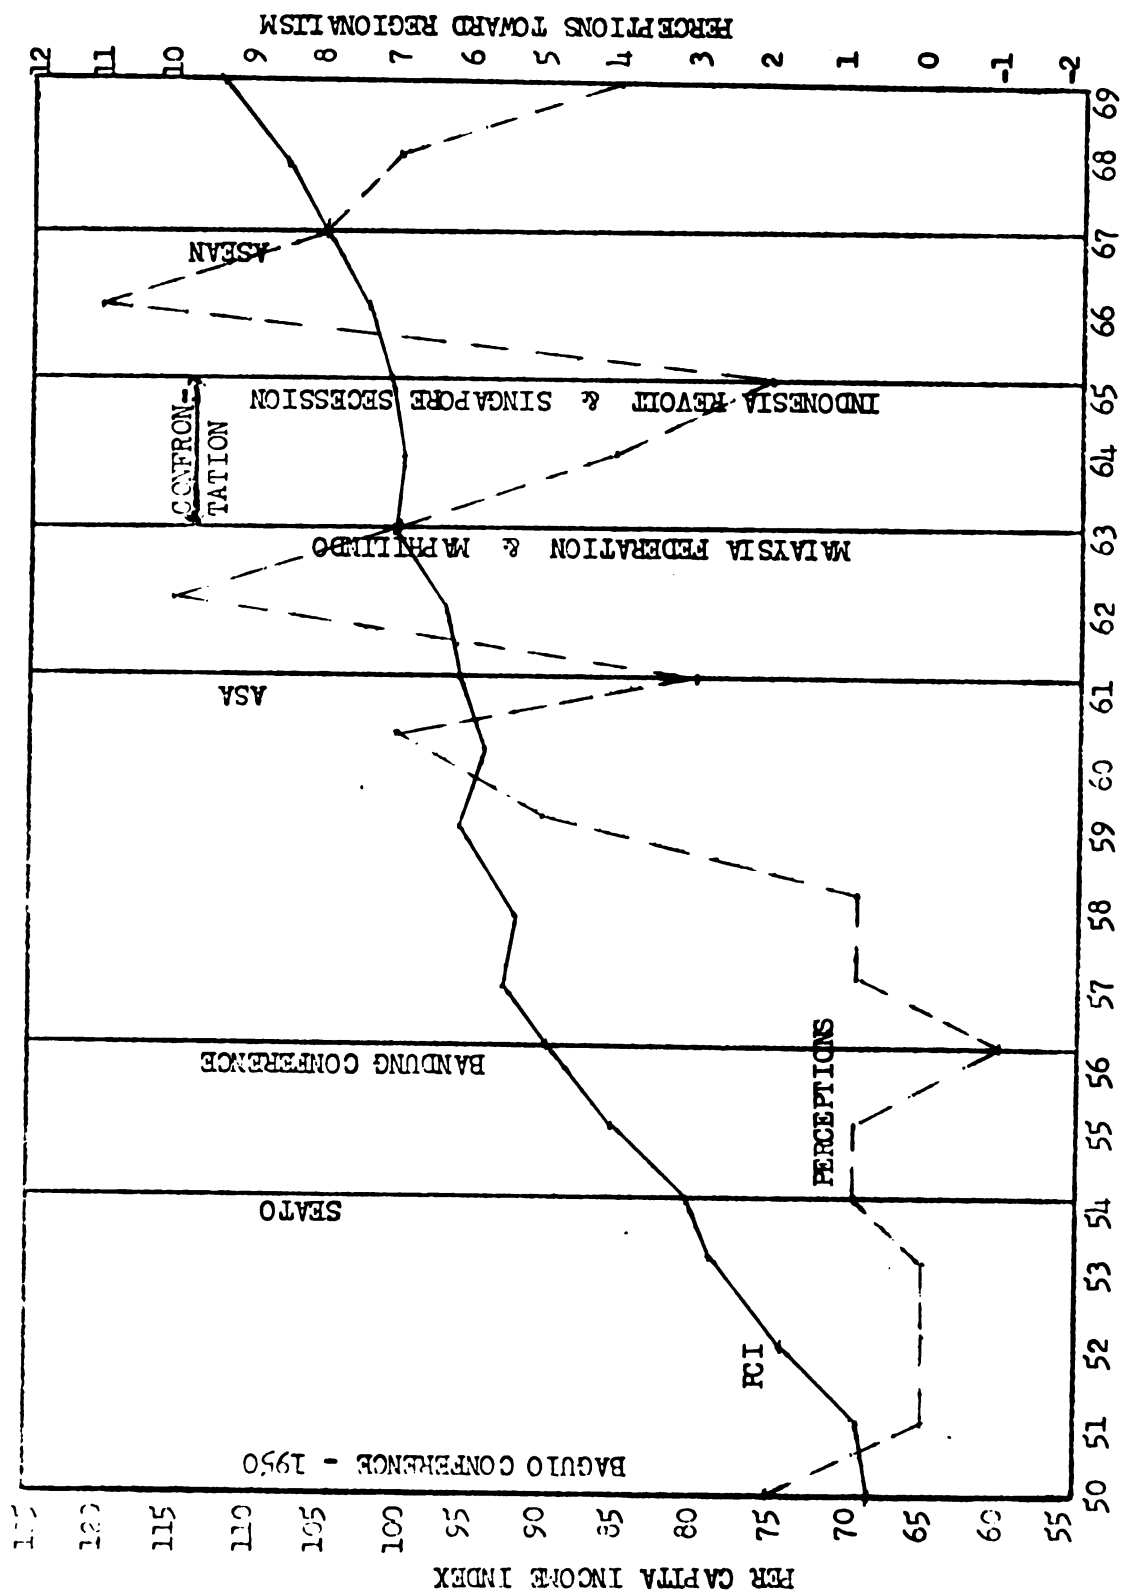 PERCEPTIONS TOWARD REGIONALISM
12 11 10 9 8 7 6 5 4 3 2 1 0 -1 -2
PER CAPITA INCOME INDEX
120 110 105 100 95 90 85 80 75 70 65 60 55
50 51 52 53 54 55 56 57 58 59 60 61 62 63 64 65 66 67 68 69
BAGUIO CONFERENCE - 1950
SEATO
BANDUNG CONFERENCE
ASA
MALAYSIA FEDERATION & MAPHILINDO
CONFRON-
TATION
INDONESIA REVOLT & SINGAPORE SECESSION
ASEAN
PCI
PERCEPTIONS